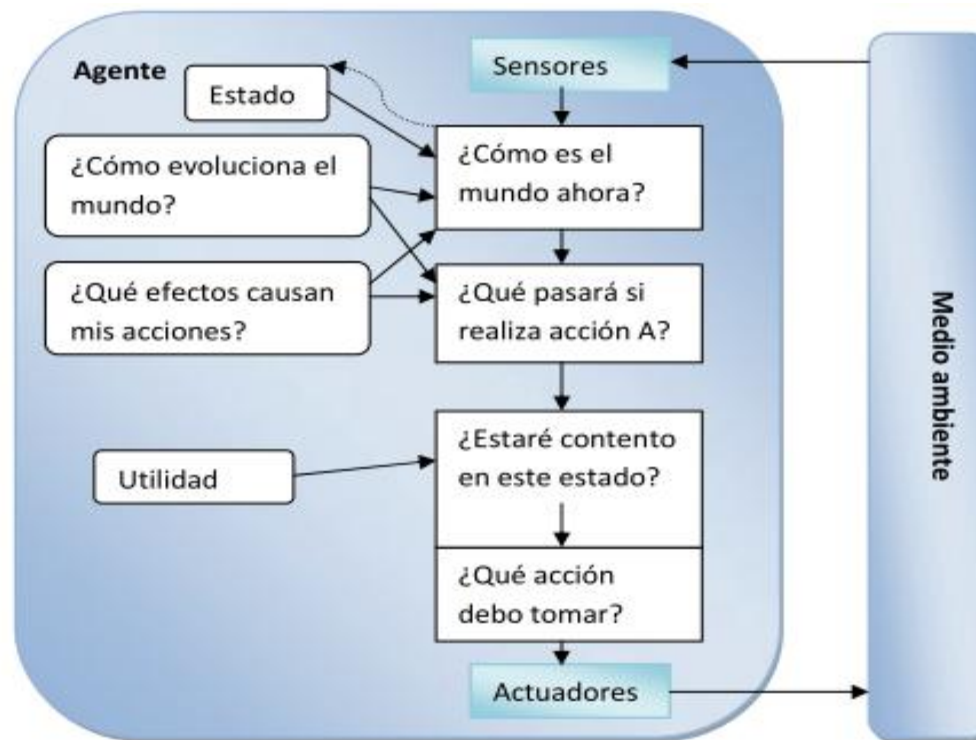 Agente
Sensores
Estado
¿Cómo es el
mundo ahora?
¿Cómo evoluciona el
mundo?
¿Qué efectos causan
mis acciones?
¿Qué pasará si
realiza acción A?
¿Estaré contento
en este estado?
Utilidad
¿Qué acción
debo tomar?
Actuadores
Medio ambiente